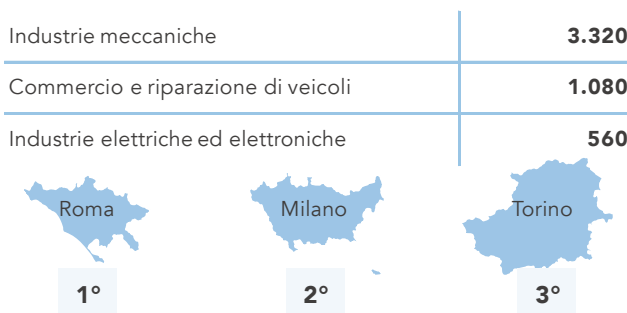 Industrie meccaniche 3.320
Commercio e riparazione di veicoli 1.080
Industrie elettriche ed elettroniche 560
Roma Milano Torino
1° 2° 3°